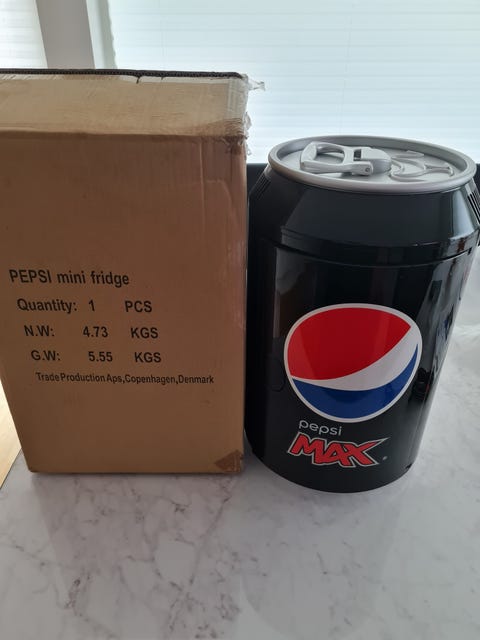 PEPSI mini fridge
Quantity: 1 PCS
N.W: 4.73 KGS
G.W: 5.55 KGS
Trade Production Aps,Copenhagen,Denmark
pepsi
MAX